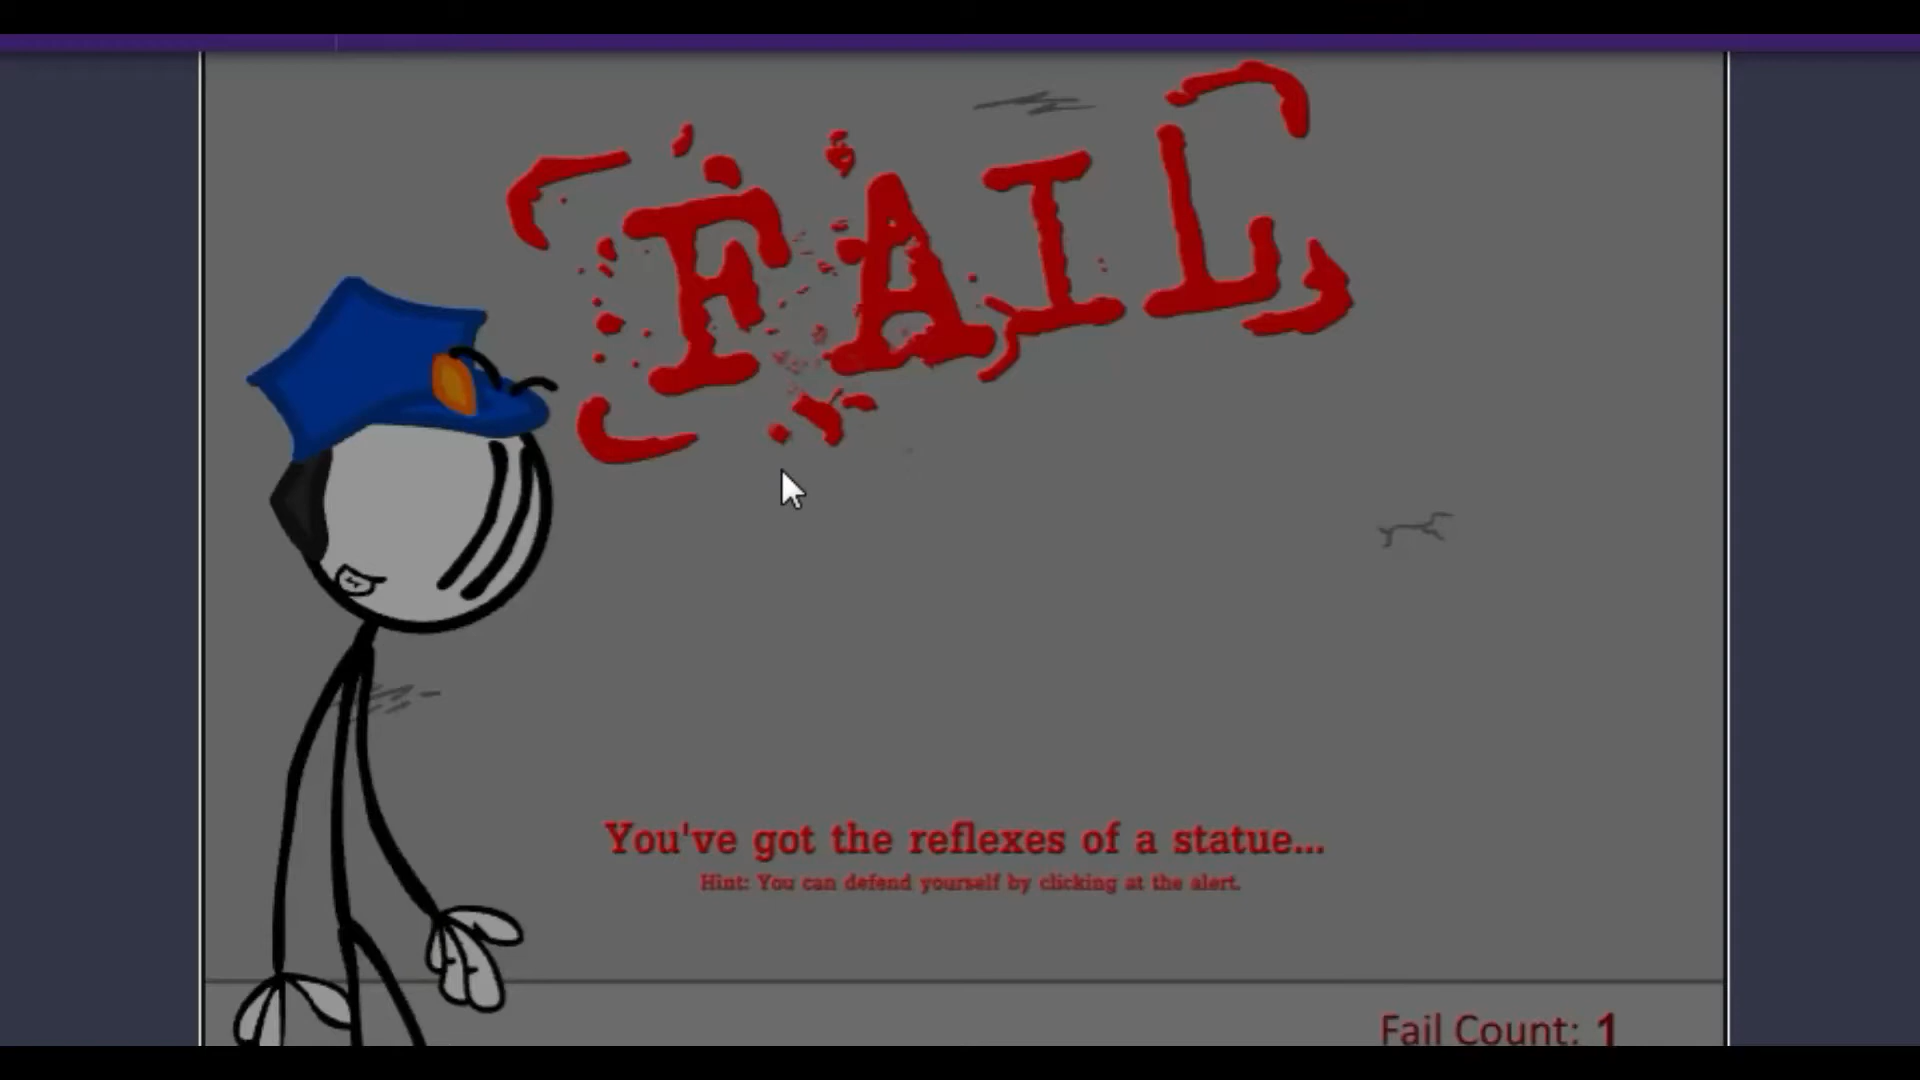 FAIL
You've got the reflexes of a statue...
Hint: You can defend yourself by clicking at the alert.
Fail Count: 1